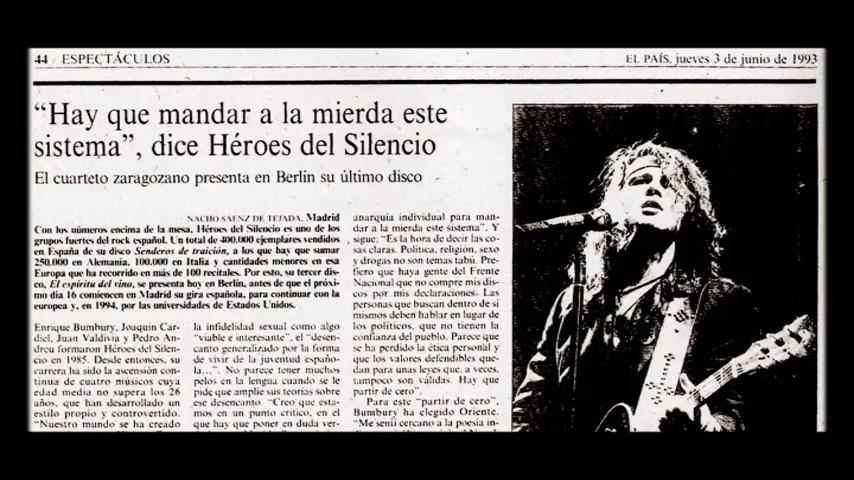 44 / ESPECTÁCULOS
EL PAÍS, jueves 3 de junio de 1993
“Hay que mandar a la mierda este
sistema”, dice Héroes del Silencio
El cuarteto zaragozano presenta en Berlín su último disco
NACHO SÁENZ DE TEJADA, Madrid
Con los números encima de la mesa, Héroes del Silencio es uno de los
grupos fuertes del rock español. Un total de 400.000 ejemplares vendidos
en España de su disco Senderos de traición, a los que hay que sumar
250.000 en Alemania, 100.000 en Italia y cantidades menores en esa
Europa que ha recorrido en más de 100 recitales. Por esto, su tercer dis-
co, El espíritu del vino, se presenta hoy en Berlín, antes de que el próxi-
mo día 16 comiencen en Madrid su gira española, para continuar con la
europea y, en 1994, por las universidades de Estados Unidos.
Enrique Bumbury, Joaquín Car-
diel, Juan Valdivia y Pedro An-
dreu formaron Héroes del Silen-
cio en 1985. Desde entonces, su
carrera ha sido la ascensión con-
tinua de cuatro músicos cuya
edad media no supera los 26
años, que han desarrollado un
estilo propio y controvertido.
“Nuestro mundo se ha creado
la infidelidad sexual como algo
“viable e interesante”, el “desen-
canto generalizado por la forma
de vivir de la juventud españo-
la...”. No parece tener muchos
pelos en la lengua cuando se le
pide que amplíe sus teorías sobre
ese desencanto. “Creo que esta-
mos en un punto crítico, en el
que hay que poner en duda ver-
anarquía individual para man-
dar a la mierda este sistema”. Y
sigue: “Es la hora de decir las co-
sas claras. Política, religión, sexo
y drogas no son temas tabú. Pre-
fiero que haya gente del Frente
Nacional que no compre mis dis-
cos por mis declaraciones. Las
personas que buscan dentro de sí
mismos deben hablar en lugar de
los políticos, que no tienen la
confianza del pueblo. Parece que
se ha perdido la ética personal y
que los valores defendibles que-
dan para unas leyes que, a veces,
tampoco son válidas. Hay que
partir de cero”.
Para este “partir de cero”,
Bumbury ha elegido Oriente.
“Me sentí cercano a la poesía in-